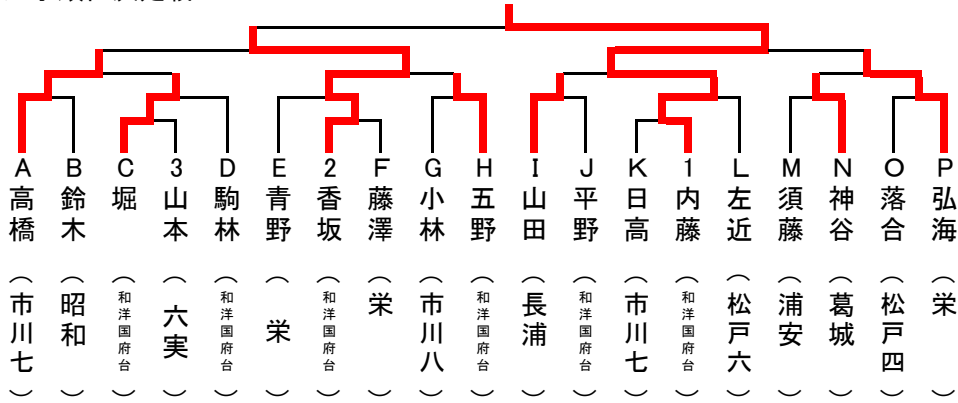 A 高橋 （市川七）
B 鈴木 （昭和）
C 堀 （和洋国府台）
3 山本 （六実）
D 駒林 （和洋国府台）
E 青野 （栄）
2 香坂 （和洋国府台）
F 藤澤 （栄）
G 小林 （市川八）
H 五野 （和洋国府台）
I 山田 （長浦）
J 平野 （和洋国府台）
K 日高 （市川七）
1 内藤 （和洋国府台）
L 左近 （松戸六）
M 須藤 （浦安）
N 神谷 （葛城）
O 落合 （松戸四）
P 弘海 （栄）